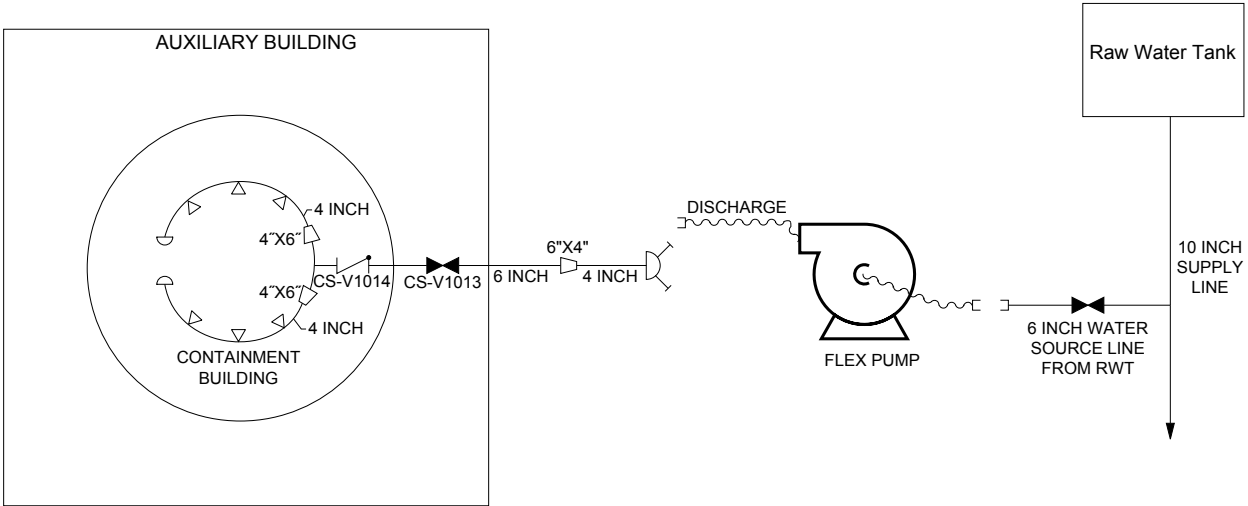 AUXILIARY BUILDING
4 INCH
4"X6"
CS-V1014
CS-V1013
4"X6"
4 INCH
CONTAINMENT
BUILDING
6 INCH
6"X4"
4 INCH
DISCHARGE
FLEX PUMP
6 INCH WATER
SOURCE LINE
FROM RWT
Raw Water Tank
10 INCH
SUPPLY
LINE